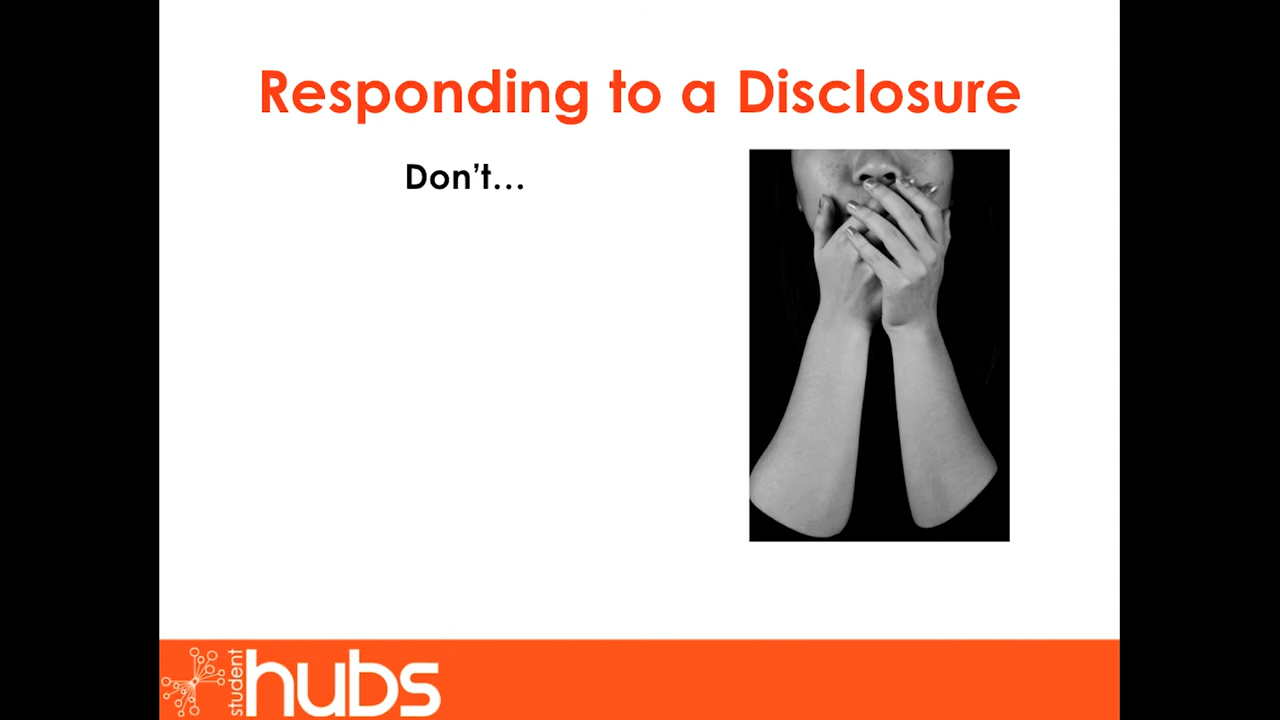 Responding to a Disclosure
Don’t…
student
hubs